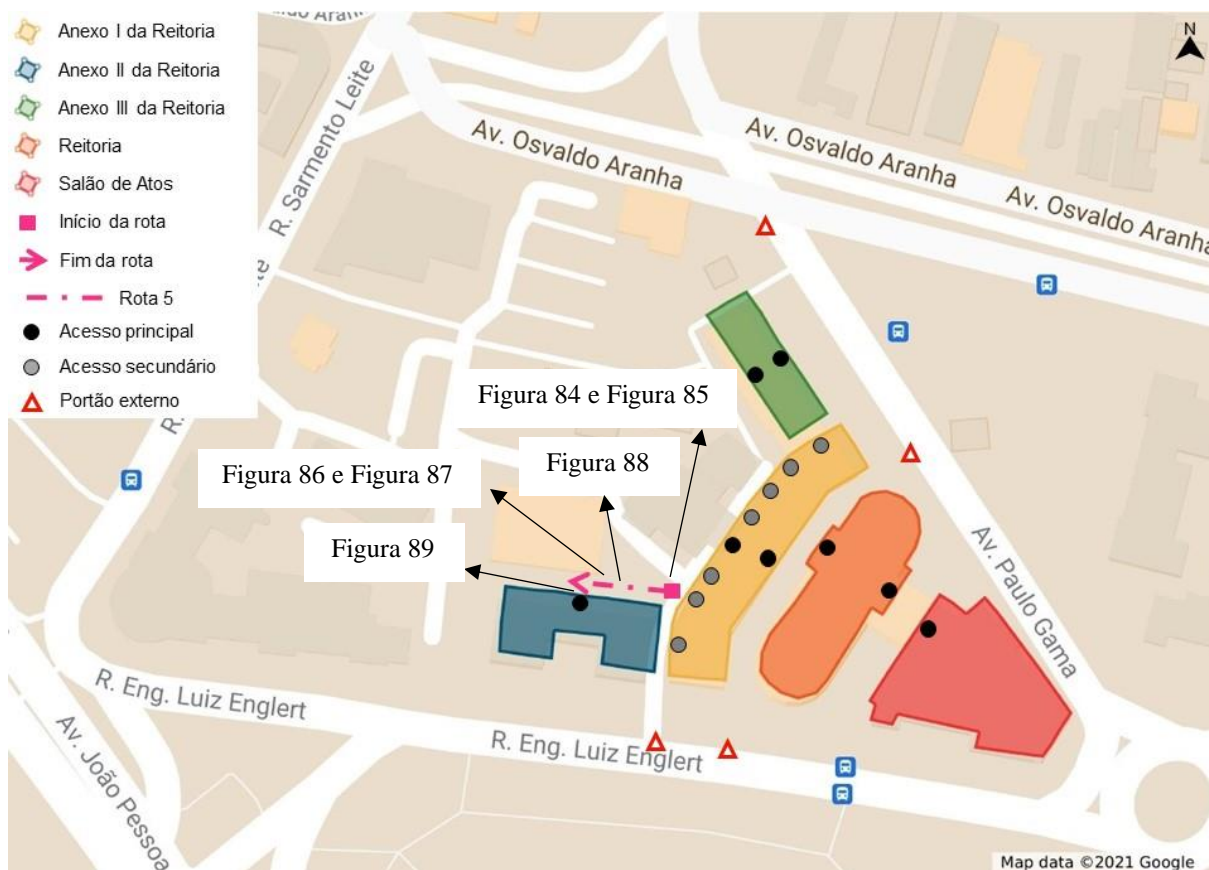 Anexo I da Reitoria
Anexo II da Reitoria
Anexo III da Reitoria
Reitoria
Salão de Atos
Início da rota
Fim da rota
Rota 5
Acesso principal
Acesso secundário
Portão externo
aldo Aranha
N
R. Sarmento Leite
Av. Osvaldo Aranha
Av. Osvaldo Aranha
Av. Osvaldo Aranha
Figura 84 e Figura 85
Figura 86 e Figura 87
Figura 88
Figura 89
Av. Paulo Gama
R. Eng. Luiz Englert
R. Eng. Luiz Englert
Av. João Pessoa
Map data ©2021 Google